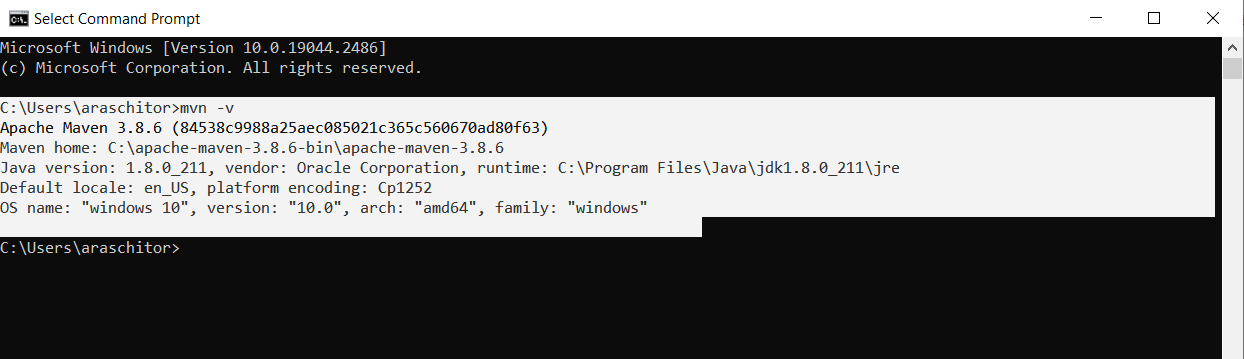 Select Command Prompt
Microsoft Windows [Version 10.0.19044.2486]
(c) Microsoft Corporation. All rights reserved.
C:\Users\araschitor>mvn -v
Apache Maven 3.8.6 (84538c9988a25aec085021c365c560670ad80f63)
Maven home: C:\apache-maven-3.8.6-bin\apache-maven-3.8.6
Java version: 1.8.0_211, vendor: Oracle Corporation, runtime: C:\Program Files\Java\jdk1.8.0_211\jre
Default locale: en_US, platform encoding: Cp1252
OS name: "windows 10", version: "10.0", arch: "amd64", family: "windows"
C:\Users\araschitor>